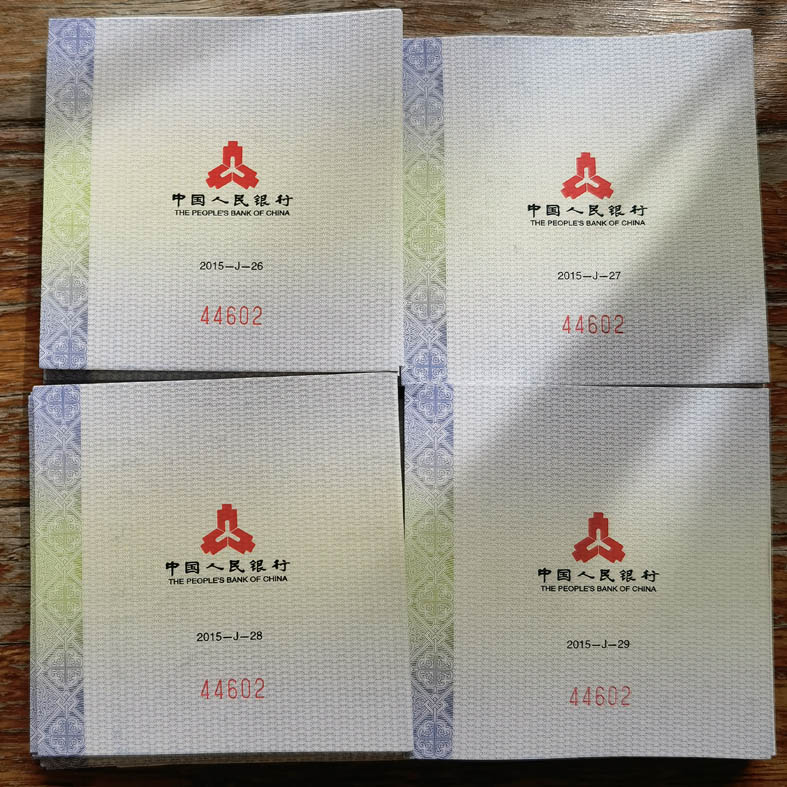 中国人民银行
THE PEOPLE'S BANK OF CHINA
2015—J—26
44602
中国人民银行
THE PEOPLE'S BANK OF CHINA
2015—J—27
44602
中国人民银行
THE PEOPLE'S BANK OF CHINA
2015—J—28
44602
中国人民银行
THE PEOPLE'S BANK OF CHINA
2015—J—29
44602